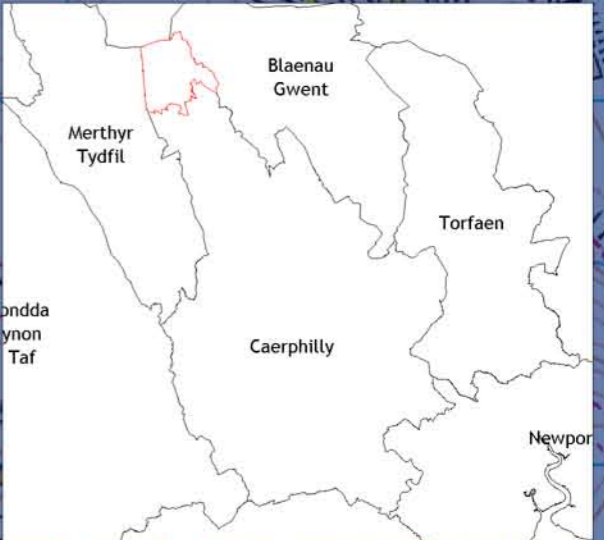 Blaenau
Gwent
Merthyr
Tydfil
Torfaen
ondda
ynon
Taf
Caerphilly
Newpor